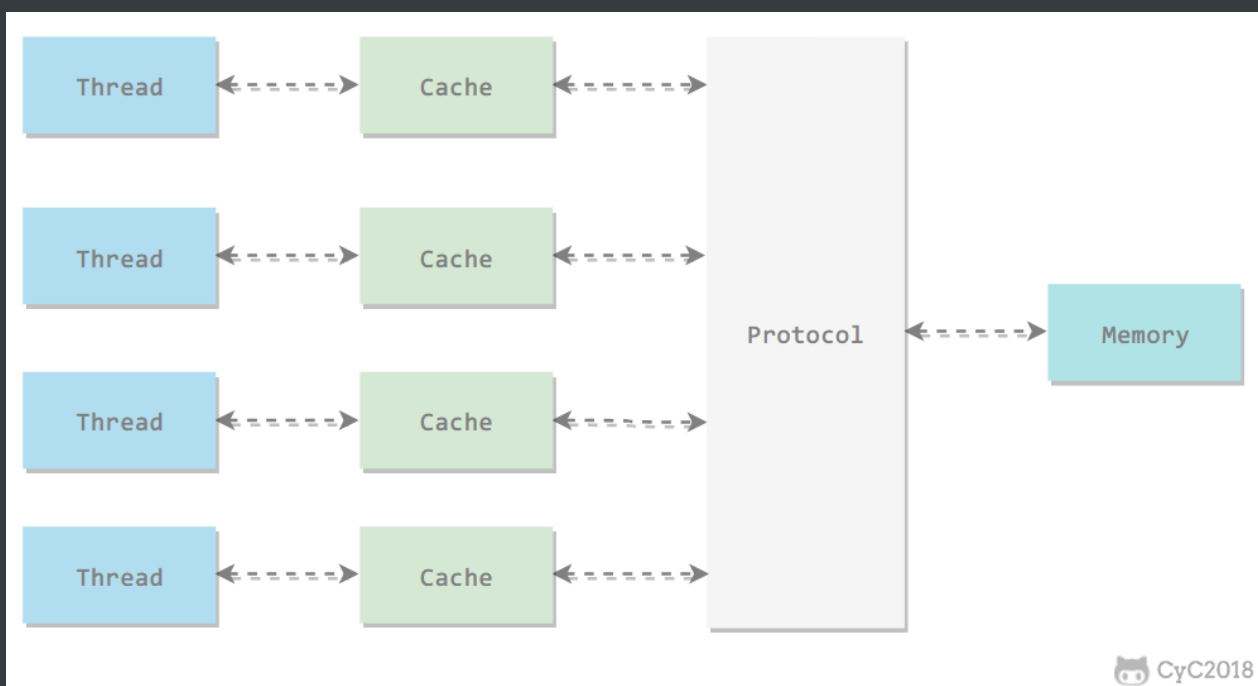 Thread
Cache
Thread
Cache
Protocol
Memory
Thread
Cache
Thread
Cache
CyC2018